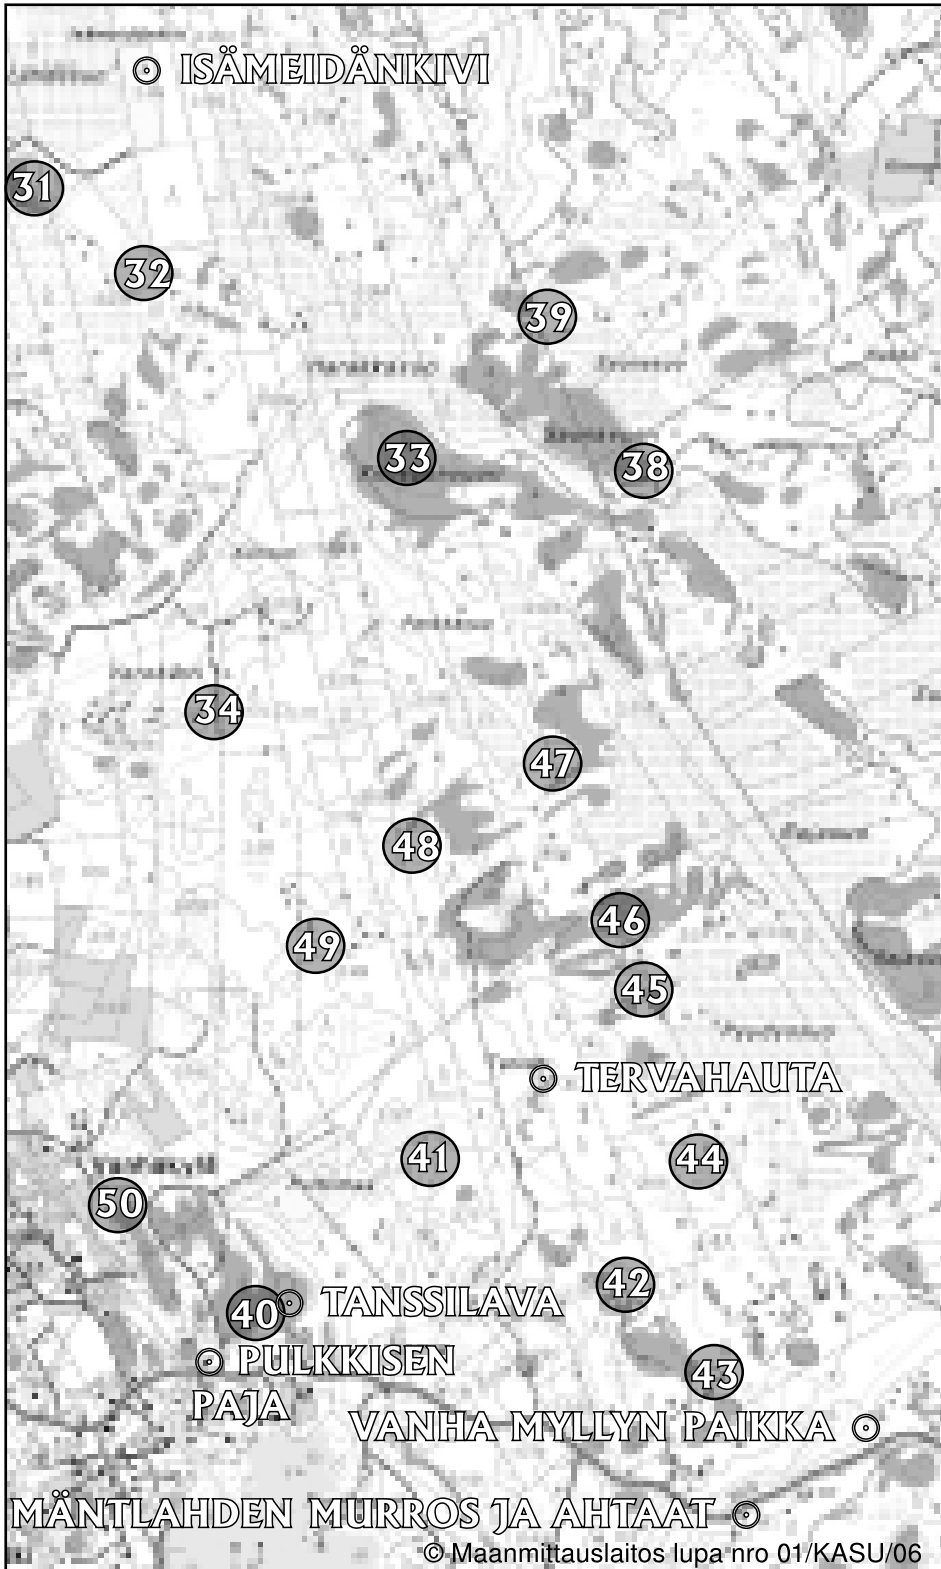 ISÄMEIDÄNKIVI
31
32
39
33
38
34
47
48
46
49
45
TERVAHAUTA
41
44
50
42
40
TANSSILAVA
PULKKISEN
PAJA
43
VANHA MYLLYN PAIKKA
MÄNTLAHDEN MURROS JA AHTAAT
© Maanmittauslaitos lupa nro 01/KASU/06